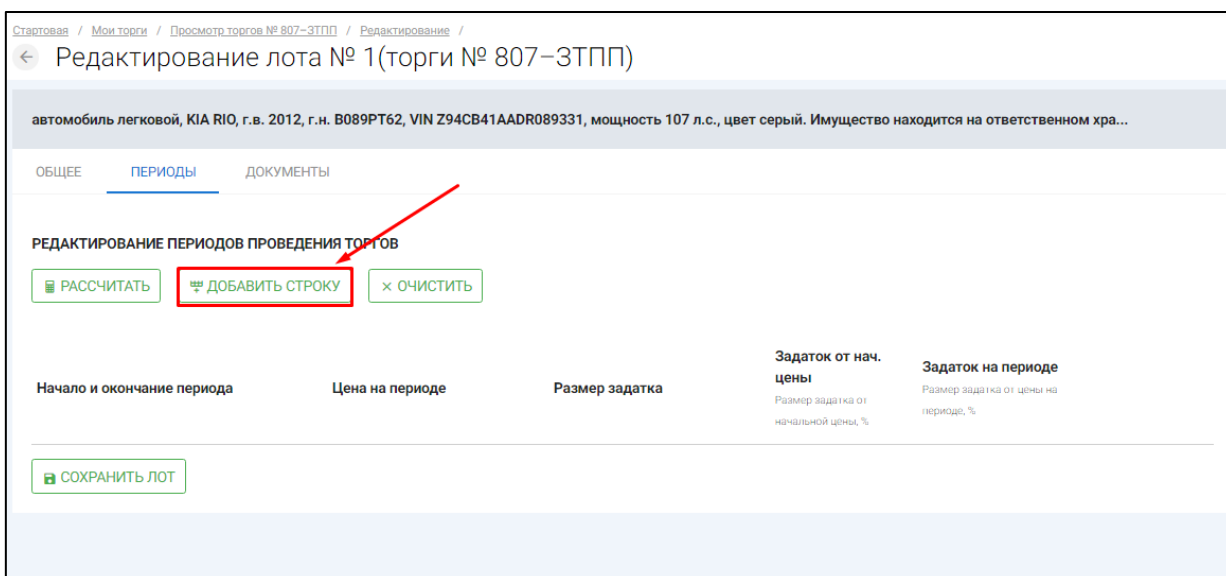 Стартовая / Мои торги / Просмотр торгов № 807-ЗТПП / Редактирование /
Редактирование лота № 1(торги № 807-ЗТПП)
автомобиль легковой, KIA RIO, г.в. 2012, г.н. В089РТ62, VIN Z94CB41AADR089331, мощность 107 л.с., цвет серый. Имущество находится на ответственном хра...
ОБЩЕЕ ПЕРИОДЫ ДОКУМЕНТЫ
РЕДАКТИРОВАНИЕ ПЕРИОДОВ ПРОВЕДЕНИЯ ТОРГОВ
РАССЧИТАТЬ ДОБАВИТЬ СТРОКУ ОЧИСТИТЬ
Начало и окончание периода
Цена на периоде
Размер задатка
Задаток от нач.
цены
Размер задатка от
начальной цены, %
Задаток на периоде
Размер задатка от цены на
периоде, %
СОХРАНИТЬ ЛОТ